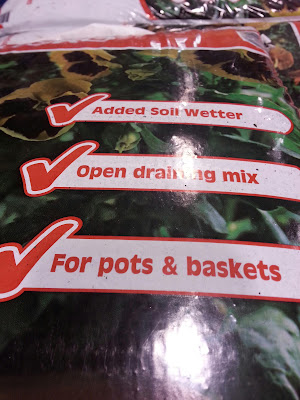 Added Soil Wetter
Open draining mix
For pots & baskets